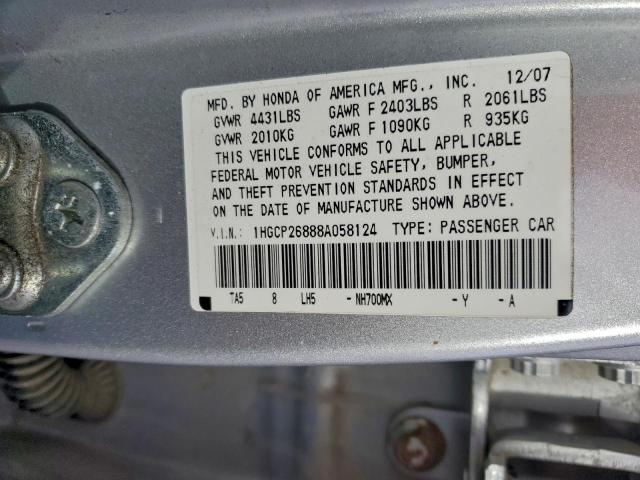 MFD. BY HONDA OF AMERICA MFG., INC. 12/07
GVWR 4431LBS GAWR F 2403LBS R 2061LBS
GVWR 2010KG GAWR F 1090KG R 935KG
THIS VEHICLE CONFORMS TO ALL APPLICABLE
FEDERAL MOTOR VEHICLE SAFETY, BUMPER,
AND THEFT PREVENTION STANDARDS IN EFFECT
ON THE DATE OF MANUFACTURE SHOWN ABOVE.
V.I.N.: 1HGCP26888A058124 TYPE: PASSENGER CAR
TA5 8 LH5 -NH700MX -Y -A